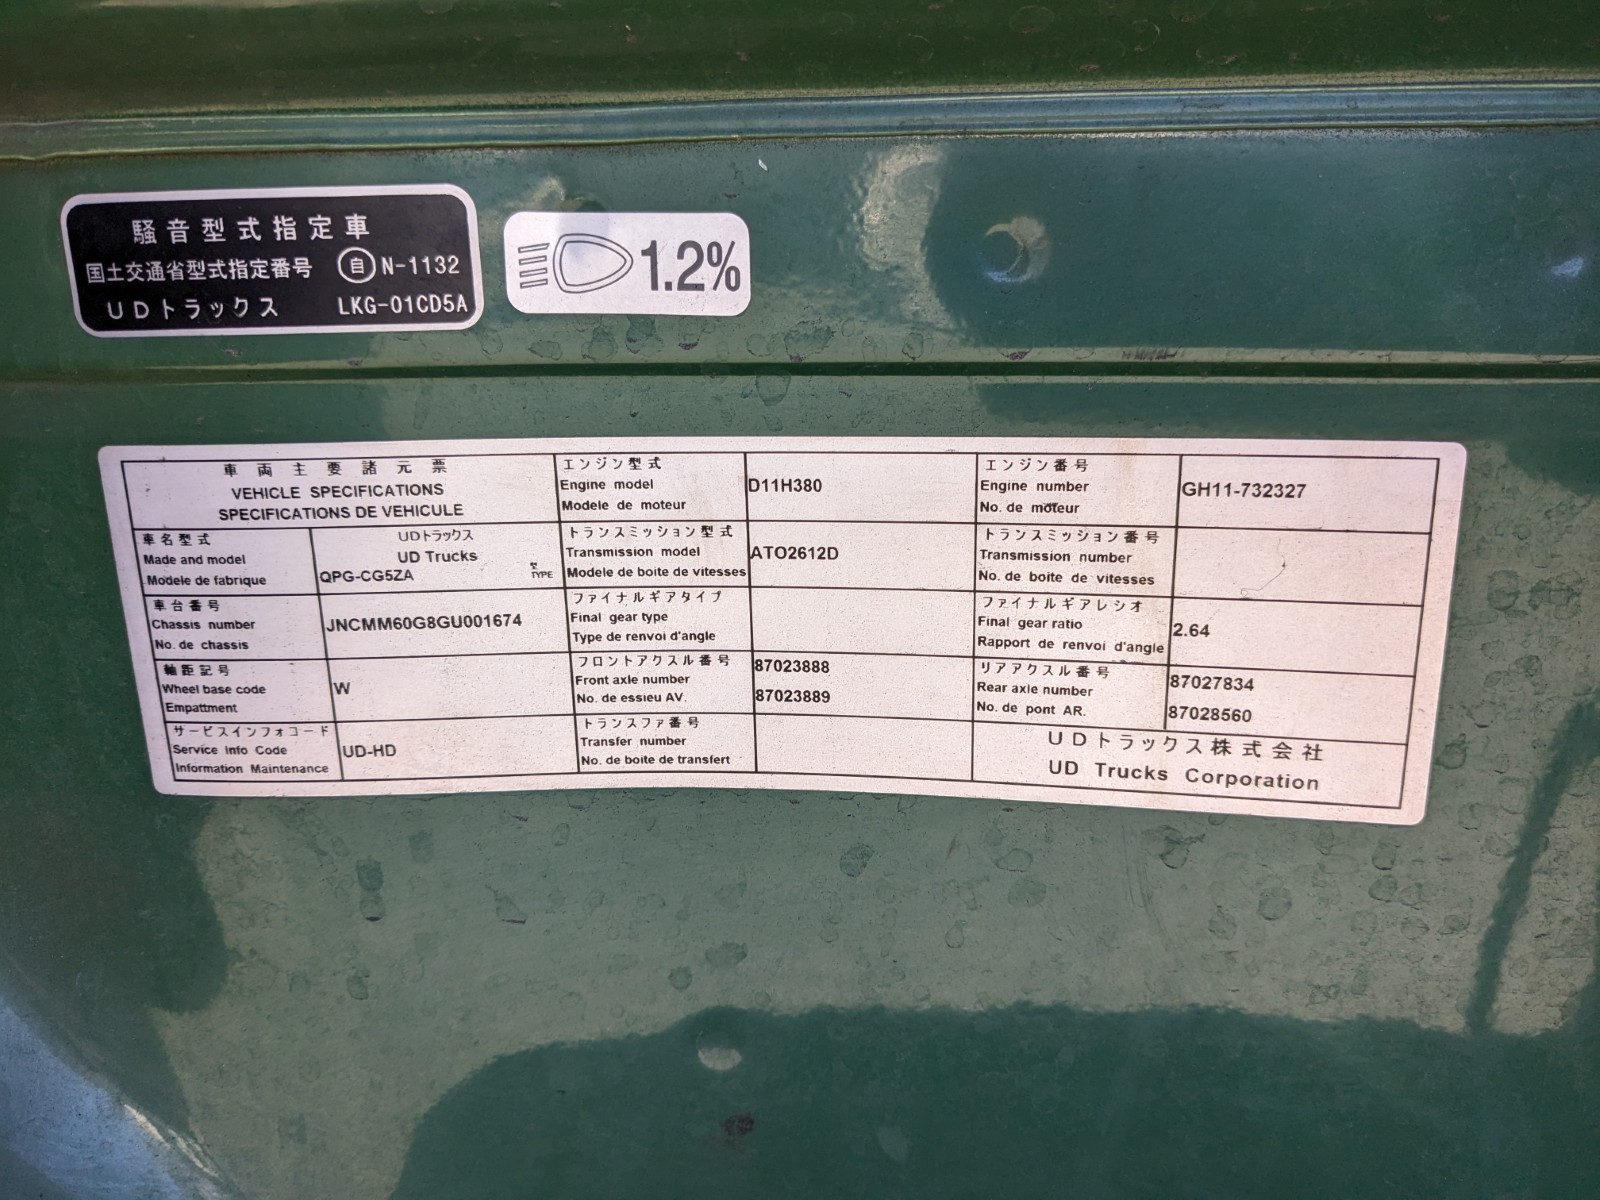 騒音型式指定車
国土交通省型式指定番号 自 N-1132
UDトラックス LKG-01CD5A
1.2%
車両主要諸元票
VEHICLE SPECIFICATIONS
SPECIFICATIONS DE VEHICULE
車名型式
Made and model
Modele de fabrique
UDトラックス
UD Trucks
QPG-CG5ZA
型
TYPE
車台番号
Chassis number
No. de chassis
JNCMM60G8GU001674
軸距記号
Wheel base code
Empattment
W
サービスインフォコード
Service Info Code
Information Maintenance
UD-HD
エンジン型式
Engine model
Modele de moteur
D11H380
トランスミッション型式
Transmission model
Modele de boite de vitesses
ATO2612D
ファイナルギアタイプ
Final gear type
Type de renvoi d'angle
フロントアクスル番号
Front axle number
No. de essieu AV.
87023888
87023889
トランスファ番号
Transfer number
No. de boite de transfert
エンジン番号
Engine number
No. de moteur
GH11-732327
トランスミッション番号
Transmission number
No. de boite de vitesses
ファイナルギアレシオ
Final gear ratio
Rapport de renvoi d'angle
2.64
リアアクスル番号
Rear axle number
No. de pont AR.
87027834
87028560
UDトラックス株式会社
UD Trucks Corporation